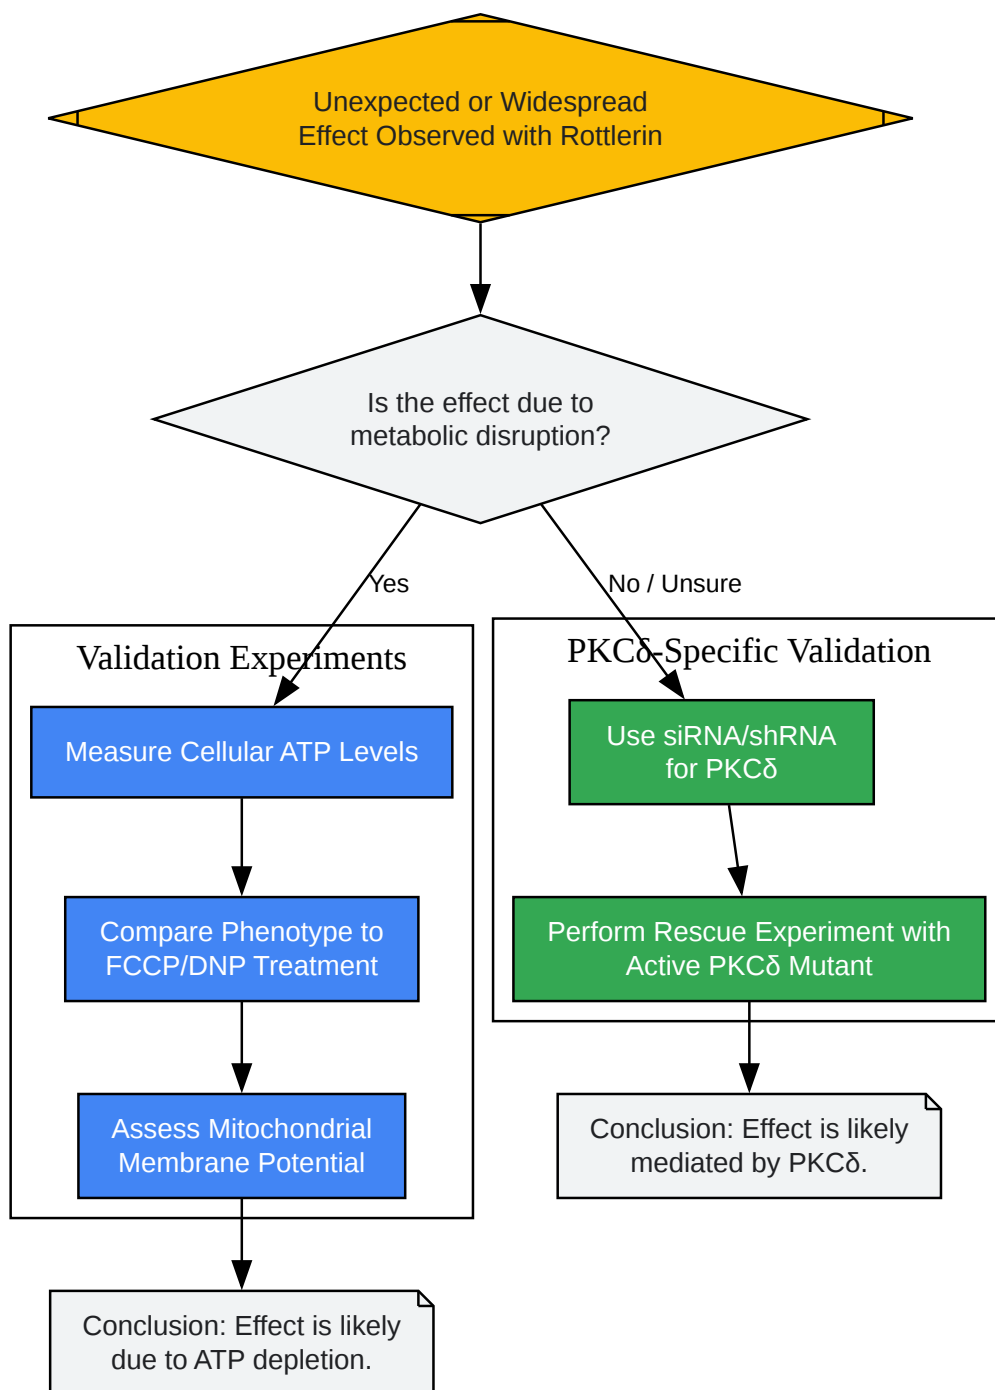 Unexpected or Widespread
Effect Observed with Rottlerin
Is the effect due to
metabolic disruption?
Yes
No / Unsure
Validation Experiments
Measure Cellular ATP Levels
Compare Phenotype to
FCCP/DNP Treatment
Assess Mitochondrial
Membrane Potential
Conclusion: Effect is likely
due to ATP depletion.
PKCδ-Specific Validation
Use siRNA/shRNA
for PKCδ
Perform Rescue Experiment with
Active PKCδ Mutant
Conclusion: Effect is likely
mediated by PKCδ.